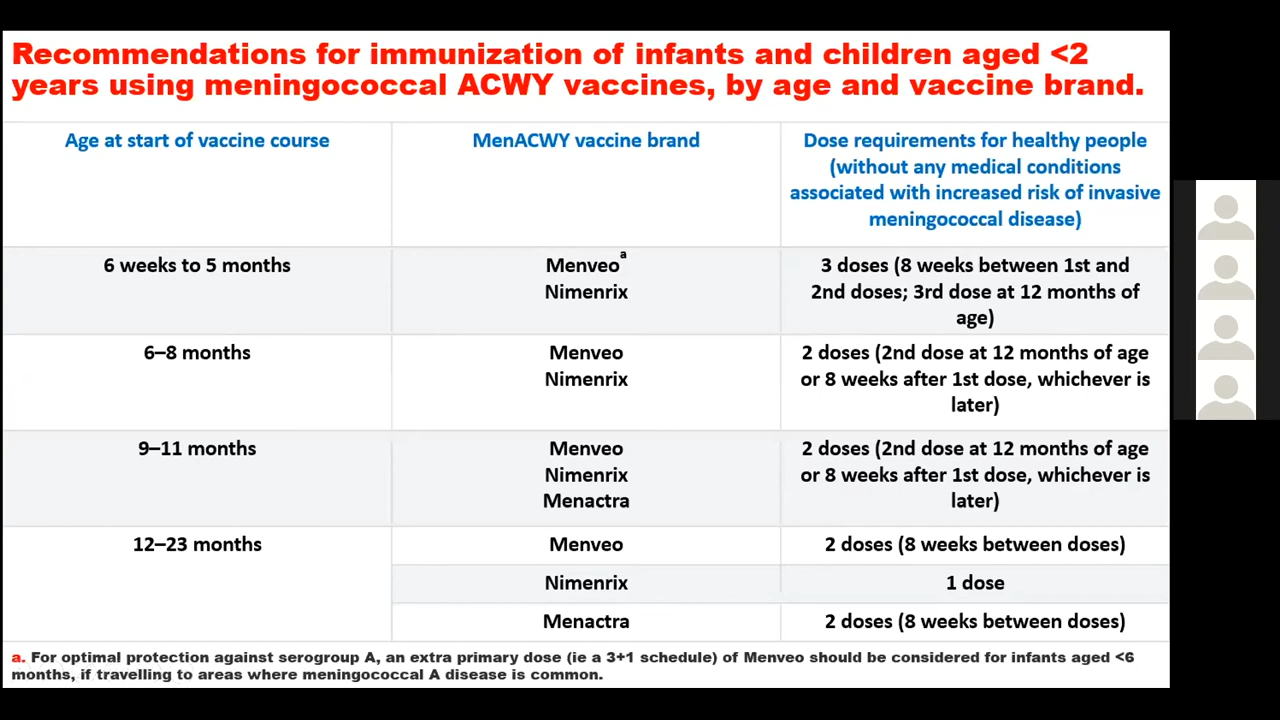 Recommendations for immunization of infants and children aged <2
years using meningococcal ACWY vaccines, by age and vaccine brand.
Age at start of vaccine course
MenACWY vaccine brand
Dose requirements for healthy people
(without any medical conditions
associated with increased risk of invasive
meningococcal disease)
6 weeks to 5 months
Menveoᵃ
Nimenrix
3 doses (8 weeks between 1st and
2nd doses; 3rd dose at 12 months of
age)
6–8 months
Menveo
Nimenrix
2 doses (2nd dose at 12 months of age
or 8 weeks after 1st dose, whichever is
later)
9–11 months
Menveo
Nimenrix
Menactra
2 doses (2nd dose at 12 months of age
or 8 weeks after 1st dose, whichever is
later)
12–23 months
Menveo
2 doses (8 weeks between doses)
Nimenrix
1 dose
Menactra
2 doses (8 weeks between doses)
a. For optimal protection against serogroup A, an extra primary dose (ie a 3+1 schedule) of Menveo should be considered for infants aged <6
months, if travelling to areas where meningococcal A disease is common.